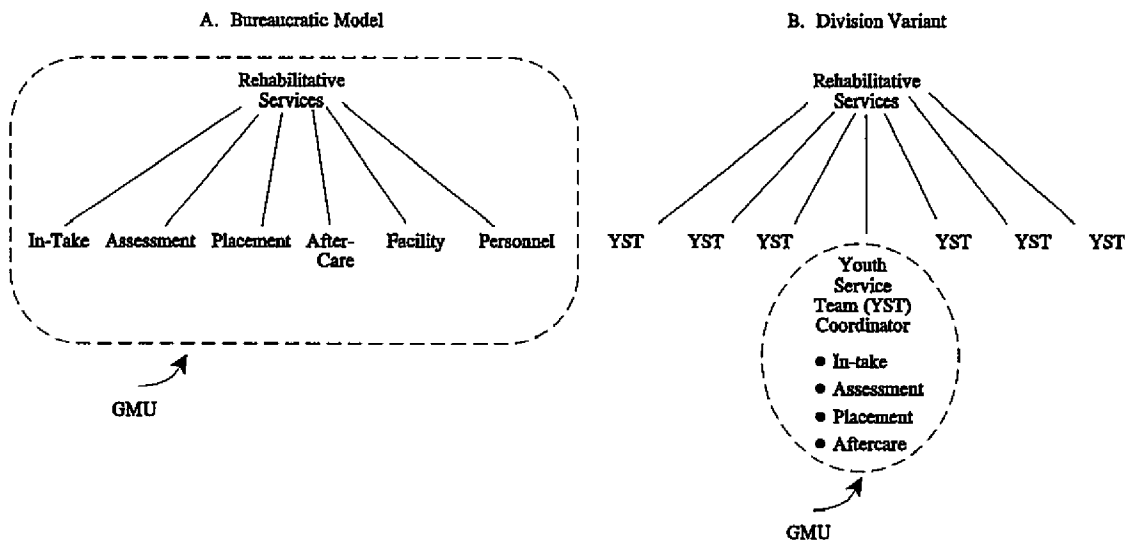 A. Bureaucratic Model
Rehabilitative
Services
In-Take Assessment Placement After- Facility Personnel
Care
GMU
B. Division Variant
Rehabilitative
Services
YST YST YST YST YST YST
Youth
Service
Team (YST)
Coordinator
● In-take
● Assessment
● Placement
● Aftercare
GMU